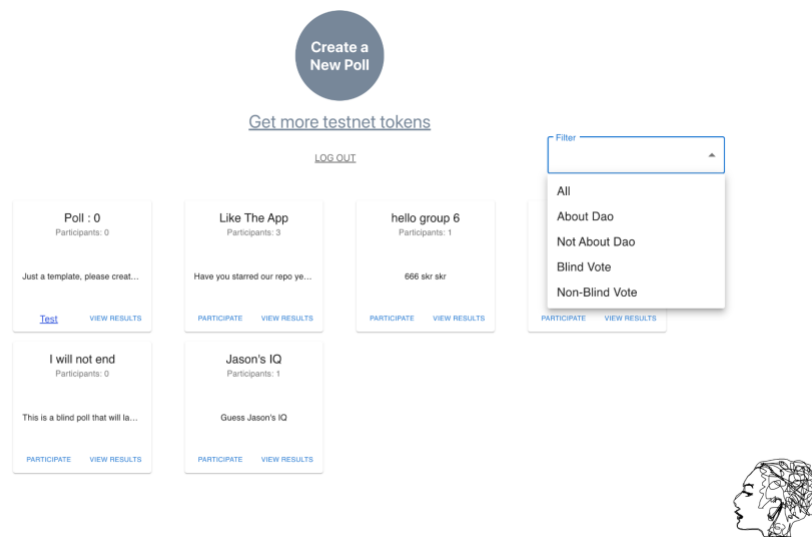 Create a
New Poll
Get more testnet tokens
LOG OUT
Filter
All
About Dao
Not About Dao
Blind Vote
Non-Blind Vote
Poll : 0
Participants: 0
Just a template, please creat...
Test VIEW RESULTS
Like The App
Participants: 3
Have you starred our repo ye...
PARTICIPATE VIEW RESULTS
hello group 6
Participants: 1
666 skr skr
PARTICIPATE VIEW RESULTS
PARTICIPATE VIEW RESULTS
I will not end
Participants: 0
This is a blind poll that will la...
PARTICIPATE VIEW RESULTS
Jason's IQ
Participants: 1
Guess Jason's IQ
PARTICIPATE VIEW RESULTS